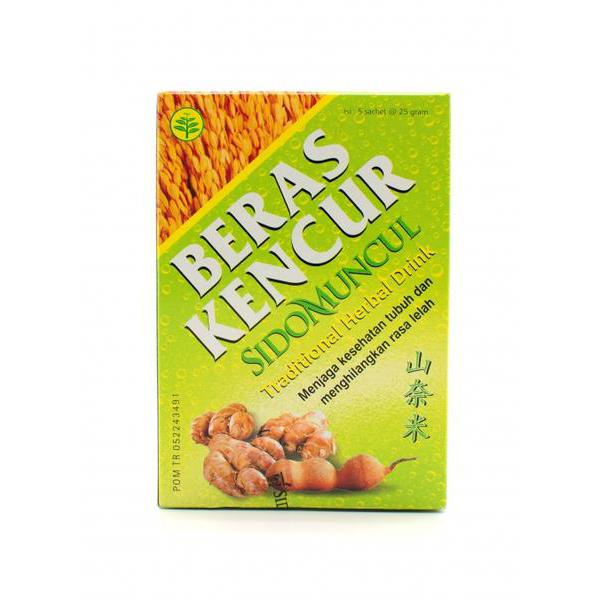 Isi : 5 sachet @ 25 gram
BERAS
KENCUR
SIDOMUNCUL
Traditional Herbal Drink
Menjaga kesehatan tubuh dan
menghilangkan rasa lelah
山
奈
米
POM TR 052243491